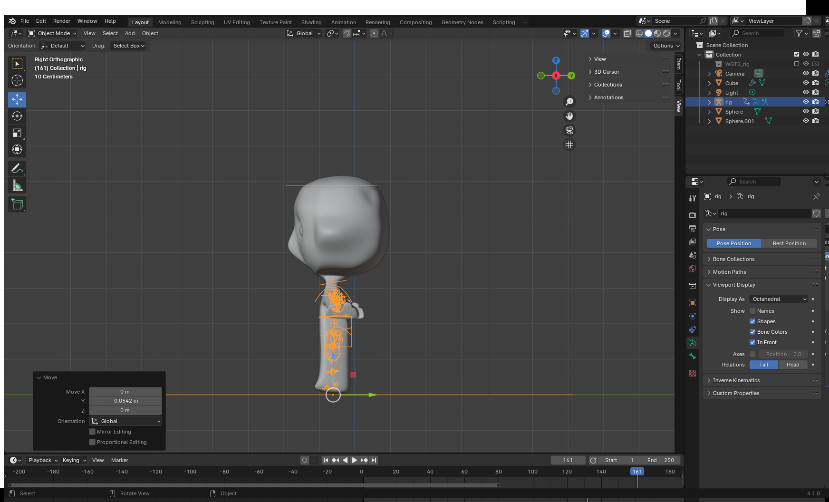 File Edit Render Window Help Layout Modeling Sculpting UV Editing Texture Paint Shading Animation Rendering Compositing Geometry Nodes Scripting Scene ViewLayer
Object Mode View Select Add Object Global Search
Orientation: Default Drag: Select Box Options
Right Orthographic
(161) Collection | rig
10 Centimeters
View
3D Cursor
Collections
Annotations
Item
Tool
View
Z
Y
X
Scene Collection
Collection
WGTS_rig
Camera
Cube
Light
rig
Sphere
Sphere.001
Search
rig rig
rig
Pose
Pose Position Rest Position
Bone Collections
Motion Paths
Viewport Display
Display As Octahedral
Show Names
Shapes
Bone Colors
In Front
Axes Position 0.0
Relations Tail Head
Inverse Kinematics
Custom Properties
Move
Move X 0 m
Y 0.0542 m
Z 0 m
Orientation Global
Mirror Editing
Proportional Editing
Playback Keying View Marker 161 Start 1 End 250
-200 -180 -160 -140 -120 -100 -80 -60 -40 -20 0 20 40 60 80 100 120 140 161 180
Select Rotate View Object